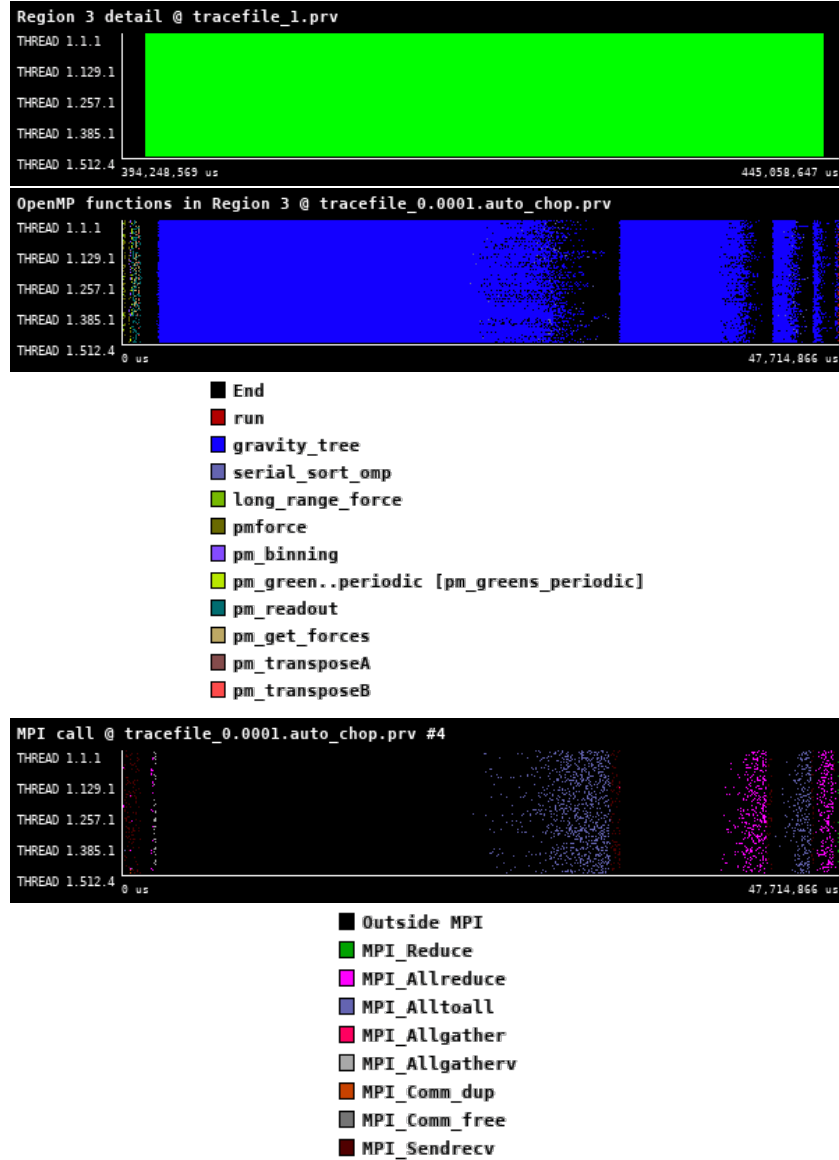 Region 3 detail @ tracefile_1.prv
THREAD 1.1.1
THREAD 1.129.1
THREAD 1.257.1
THREAD 1.385.1
THREAD 1.512.4
394,248,569 us
445,058,647 us
OpenMP functions in Region 3 @ tracefile_0.0001.auto_chop.prv
THREAD 1.1.1
THREAD 1.129.1
THREAD 1.257.1
THREAD 1.385.1
THREAD 1.512.4
0 us
47,714,866 us
End
run
gravity_tree
serial_sort_omp
long_range_force
pmforce
pm_binning
pm_green..periodic [pm_greens_periodic]
pm_readout
pm_get_forces
pm_transposeA
pm_transposeB
MPI call @ tracefile_0.0001.auto_chop.prv #4
THREAD 1.1.1
THREAD 1.129.1
THREAD 1.257.1
THREAD 1.385.1
THREAD 1.512.4
0 us
47,714,866 us
Outside MPI
MPI_Reduce
MPI_Allreduce
MPI_Alltoall
MPI_Allgather
MPI_Allgatherv
MPI_Comm_dup
MPI_Comm_free
MPI_Sendrecv